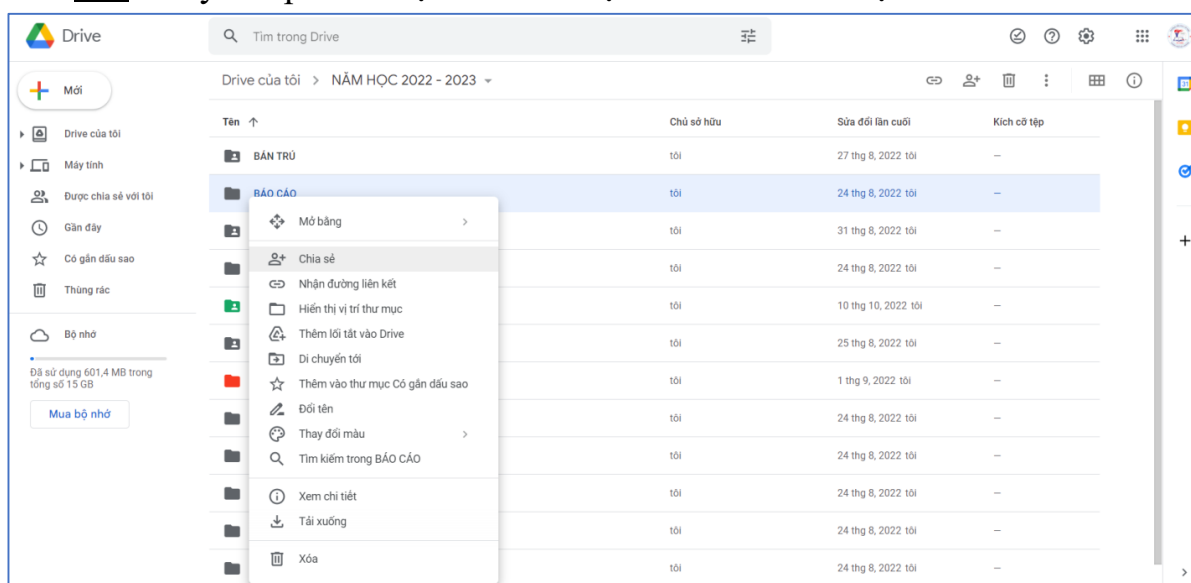 Drive
Tìm trong Drive
Mới
Drive của tôi > NĂM HỌC 2022 - 2023
Tên Chủ sở hữu Sửa đổi lần cuối Kích cỡ tệp
Drive của tôi
Máy tính
Được chia sẻ với tôi
Gần đây
Có gắn dấu sao
Thùng rác
Bộ nhớ
Đã sử dụng 601,4 MB trong
tổng số 15 GB
Mua bộ nhớ
BÁN TRÚ tôi 27 thg 8, 2022 tôi —
BÁO CÁO tôi 24 thg 8, 2022 tôi —
tôi 31 thg 8, 2022 tôi —
tôi 24 thg 8, 2022 tôi —
tôi 10 thg 10, 2022 tôi —
tôi 25 thg 8, 2022 tôi —
tôi 1 thg 9, 2022 tôi —
tôi 24 thg 8, 2022 tôi —
tôi 24 thg 8, 2022 tôi —
tôi 24 thg 8, 2022 tôi —
tôi 24 thg 8, 2022 tôi —
tôi 24 thg 8, 2022 tôi —
Mở bằng
Chia sẻ
Nhận đường liên kết
Hiển thị vị trí thư mục
Thêm lối tắt vào Drive
Di chuyển tới
Thêm vào thư mục Có gắn dấu sao
Đổi tên
Thay đổi màu
Tìm kiếm trong BÁO CÁO
Xem chi tiết
Tải xuống
Xóa
31